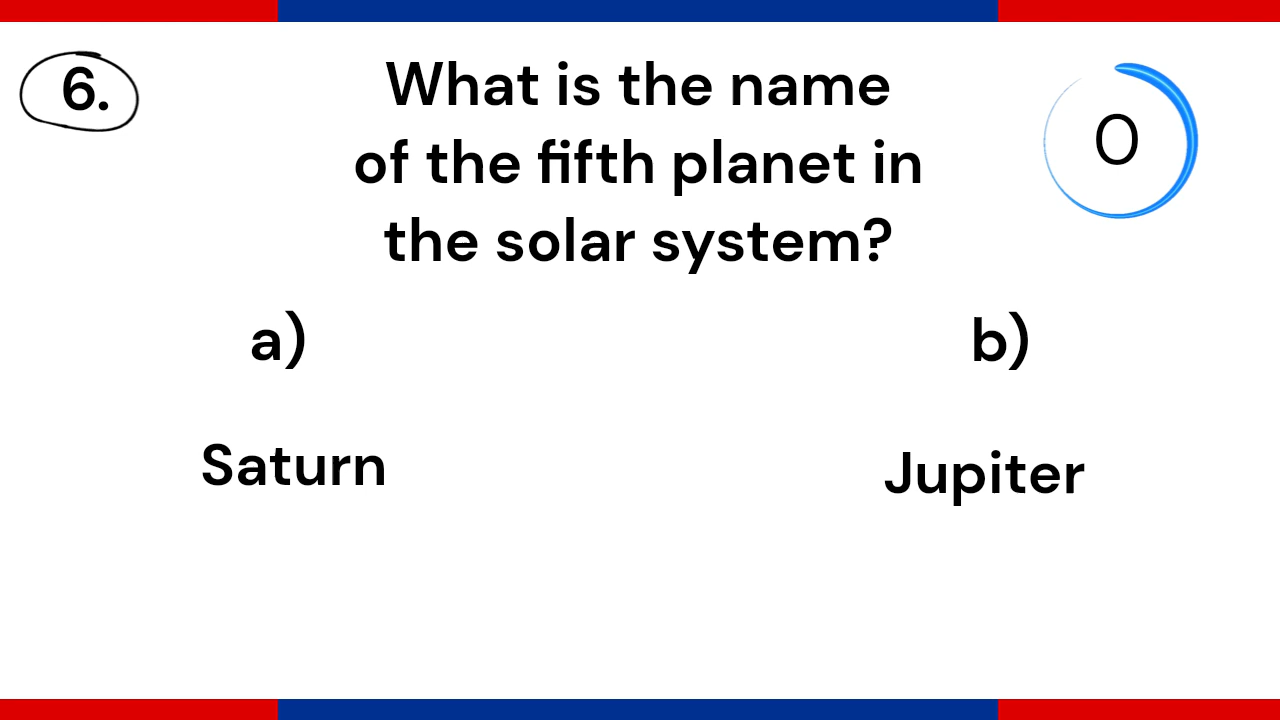 6.
What is the name
of the fifth planet in
the solar system?
0
a)
b)
Saturn
Jupiter